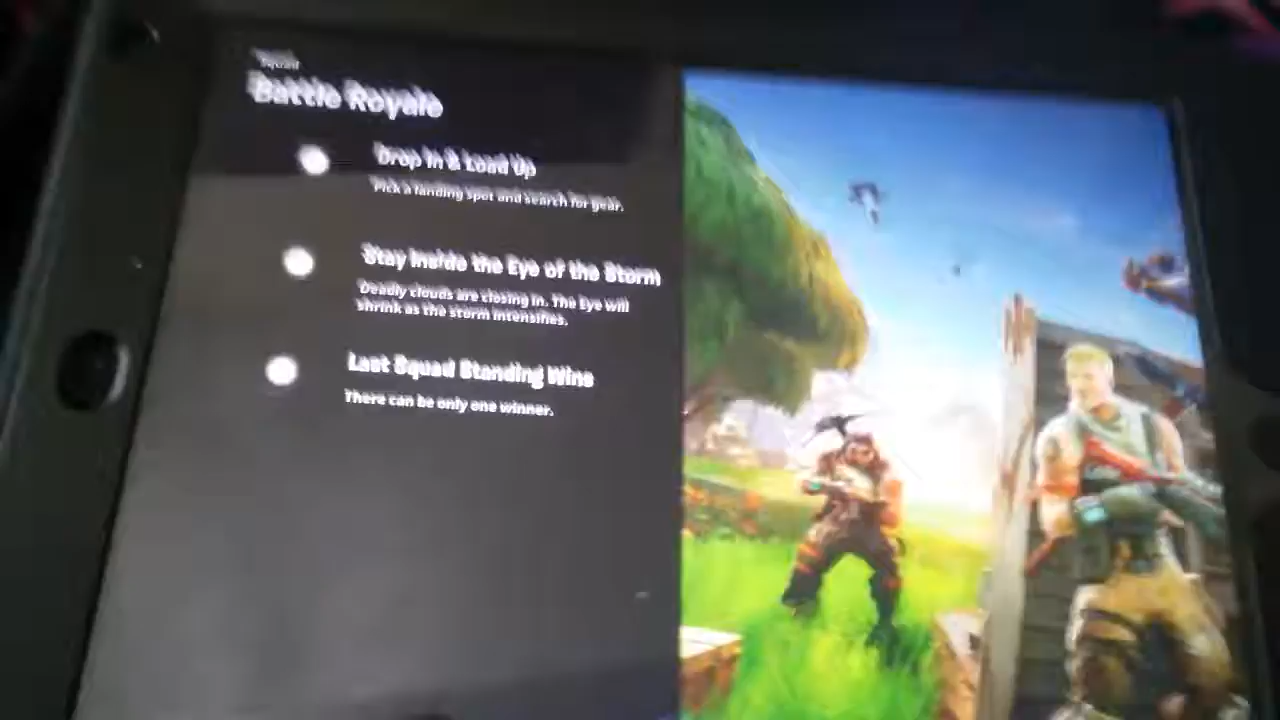 Squad
Battle Royale
Drop In & Load Up
Pick a landing spot and search for gear.
Stay Inside the Eye of the Storm
Deadly clouds are closing in. The Eye will
shrink as the storm intensifies.
Last Squad Standing Wins
There can be only one winner.